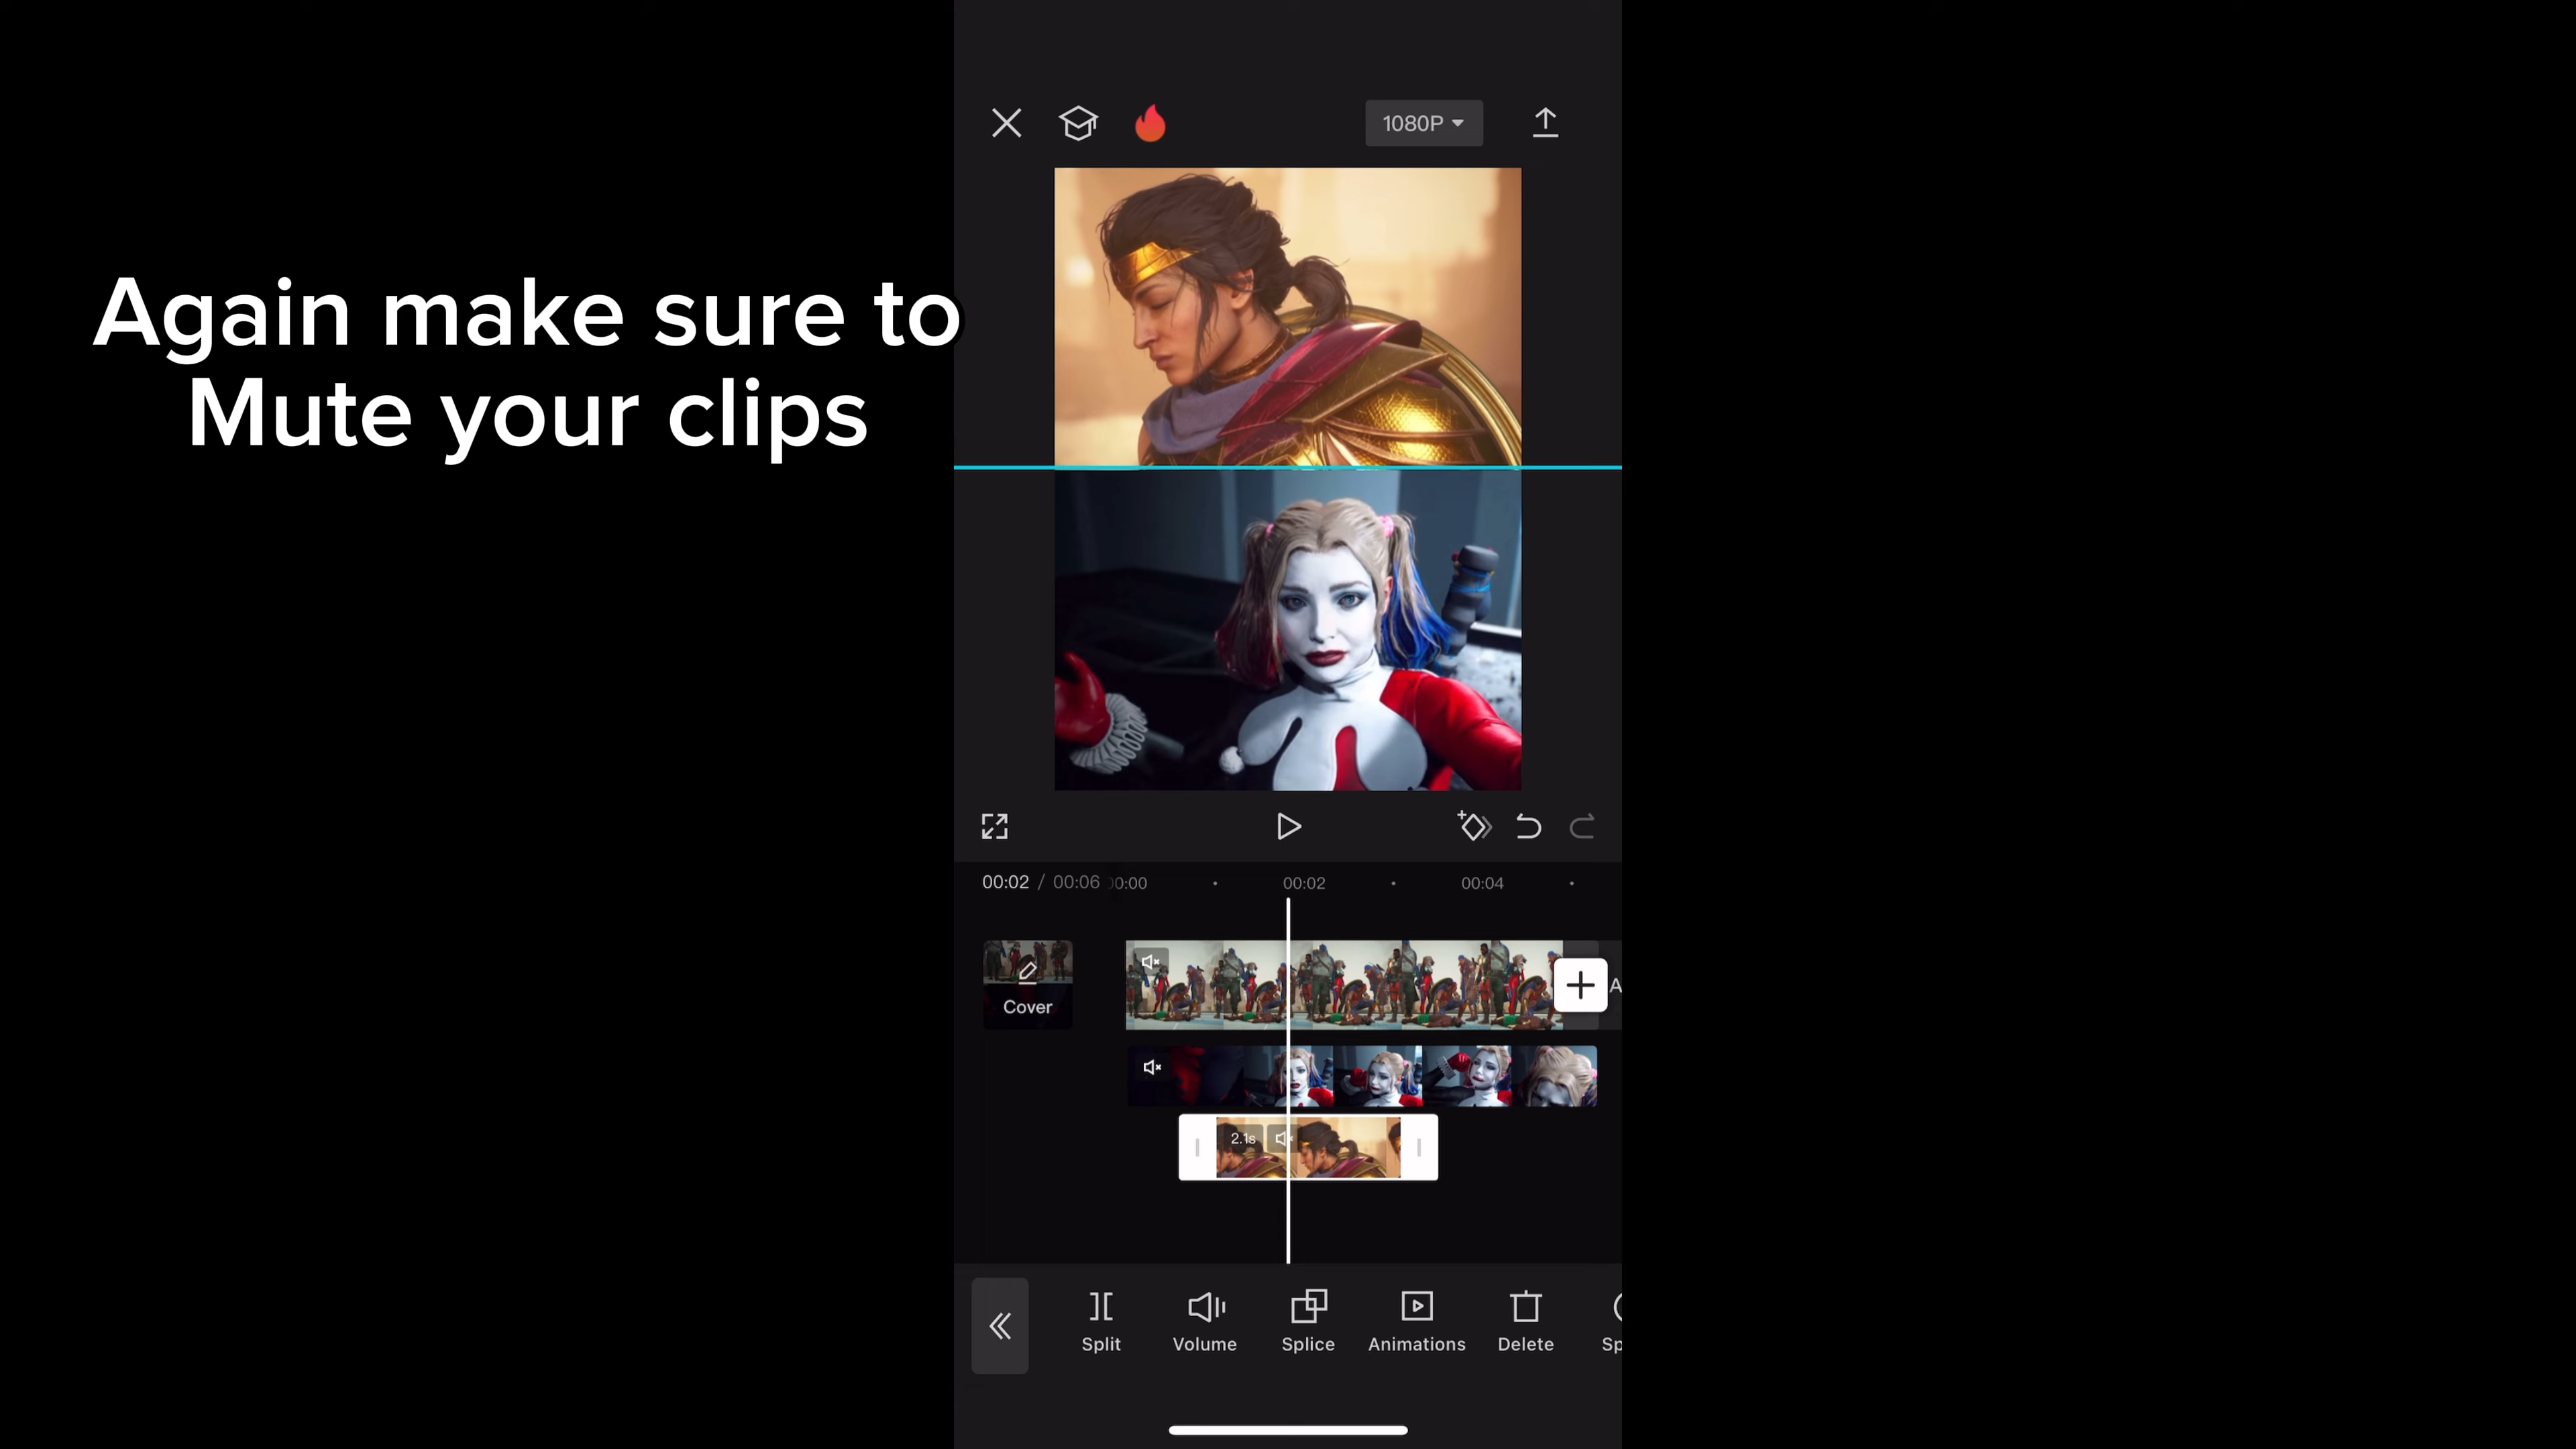 Again make sure to
Mute your clips
1080P
00:02 / 00:06
00:00
00:02
00:04
Cover
A
2.1s
Split
Volume
Splice
Animations
Delete
Sp